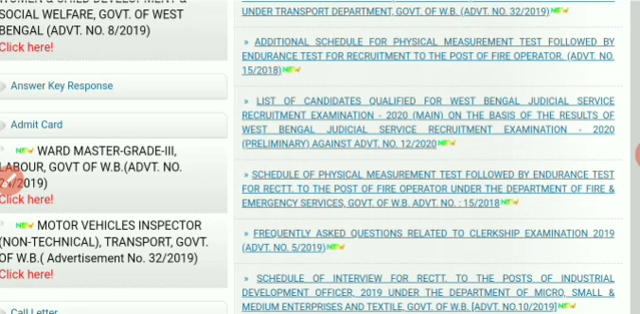 WOMEN & CHILD DEVELOPMENT &
SOCIAL WELFARE, GOVT. OF WEST
BENGAL (ADVT. NO. 8/2019)
Click here!
Answer Key Response
Admit Card
NEW WARD MASTER-GRADE-III,
LABOUR, GOVT OF W.B.(ADVT. NO.
/2019)
Click here!
NEW MOTOR VEHICLES INSPECTOR
(NON-TECHNICAL), TRANSPORT, GOVT.
OF W.B.( Advertisement No. 32/2019)
Click here!
Call Letter
UNDER TRANSPORT DEPARTMENT, GOVT. OF W.B. (ADVT. NO. 32/2019) NEW
» ADDITIONAL SCHEDULE FOR PHYSICAL MEASUREMENT TEST FOLLOWED BY
ENDURANCE TEST FOR RECRUITMENT TO THE POST OF FIRE OPERATOR. (ADVT. NO.
15/2018) NEW
» LIST OF CANDIDATES QUALIFIED FOR WEST BENGAL JUDICIAL SERVICE
RECRUITMENT EXAMINATION - 2020 (MAIN) ON THE BASIS OF THE RESULTS OF
WEST BENGAL JUDICIAL SERVICE RECRUITMENT EXAMINATION - 2020
(PRELIMINARY) AGAINST ADVT. NO. 12/2020 NEW
» SCHEDULE OF PHYSICAL MEASUREMENT TEST FOLLOWED BY ENDURANCE TEST
FOR RECTT. TO THE POST OF FIRE OPERATOR UNDER THE DEPARTMENT OF FIRE &
EMERGENCY SERVICES, GOVT. OF W.B. ADVT. NO. : 15/2018 NEW
» FREQUENTLY ASKED QUESTIONS RELATED TO CLERKSHIP EXAMINATION 2019
(ADVT. NO. 5/2019) NEW
» SCHEDULE OF INTERVIEW FOR RECTT. TO THE POSTS OF INDUSTRIAL
DEVELOPMENT OFFICER, 2019 UNDER THE DEPARTMENT OF MICRO, SMALL &
MEDIUM ENTERPRISES AND TEXTILE, GOVT. OF W.B. [ADVT. NO.10/2019] NEW